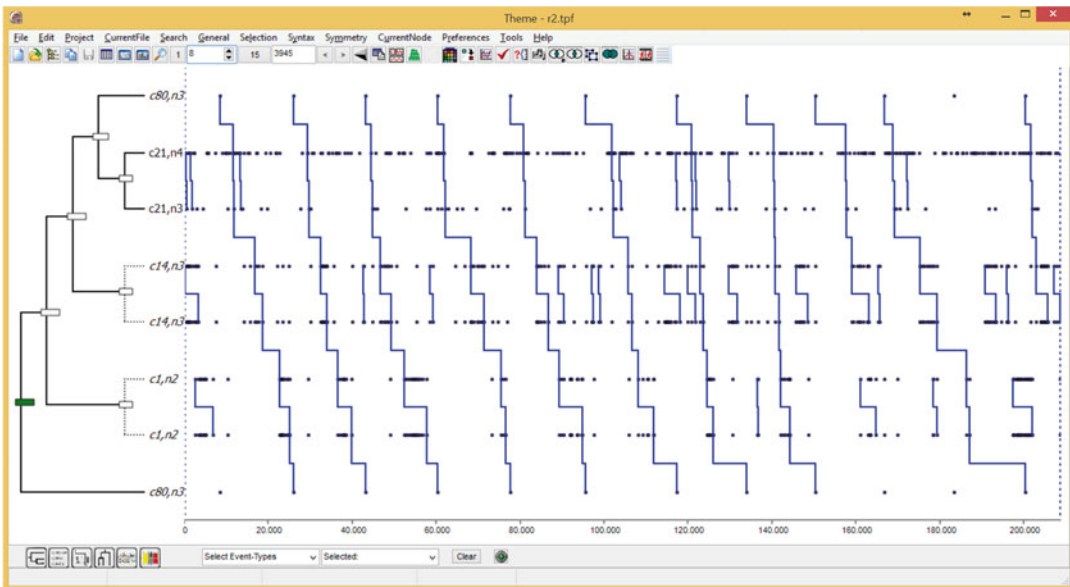 Theme - r2.tpf
File Edit Project CurrentFile Search General Selection Syntax Symmetry CurrentNode Preferences Tools Help
1 8 15 3945
c80,n3
c21,n4
c21,n3
c14,n3
c14,n3
c1,n2
c1,n2
c80,n3
0 20.000 40.000 60.000 80.000 100.000 120.000 140.000 160.000 180.000 200.000
Select Event-Types Selected: Clear